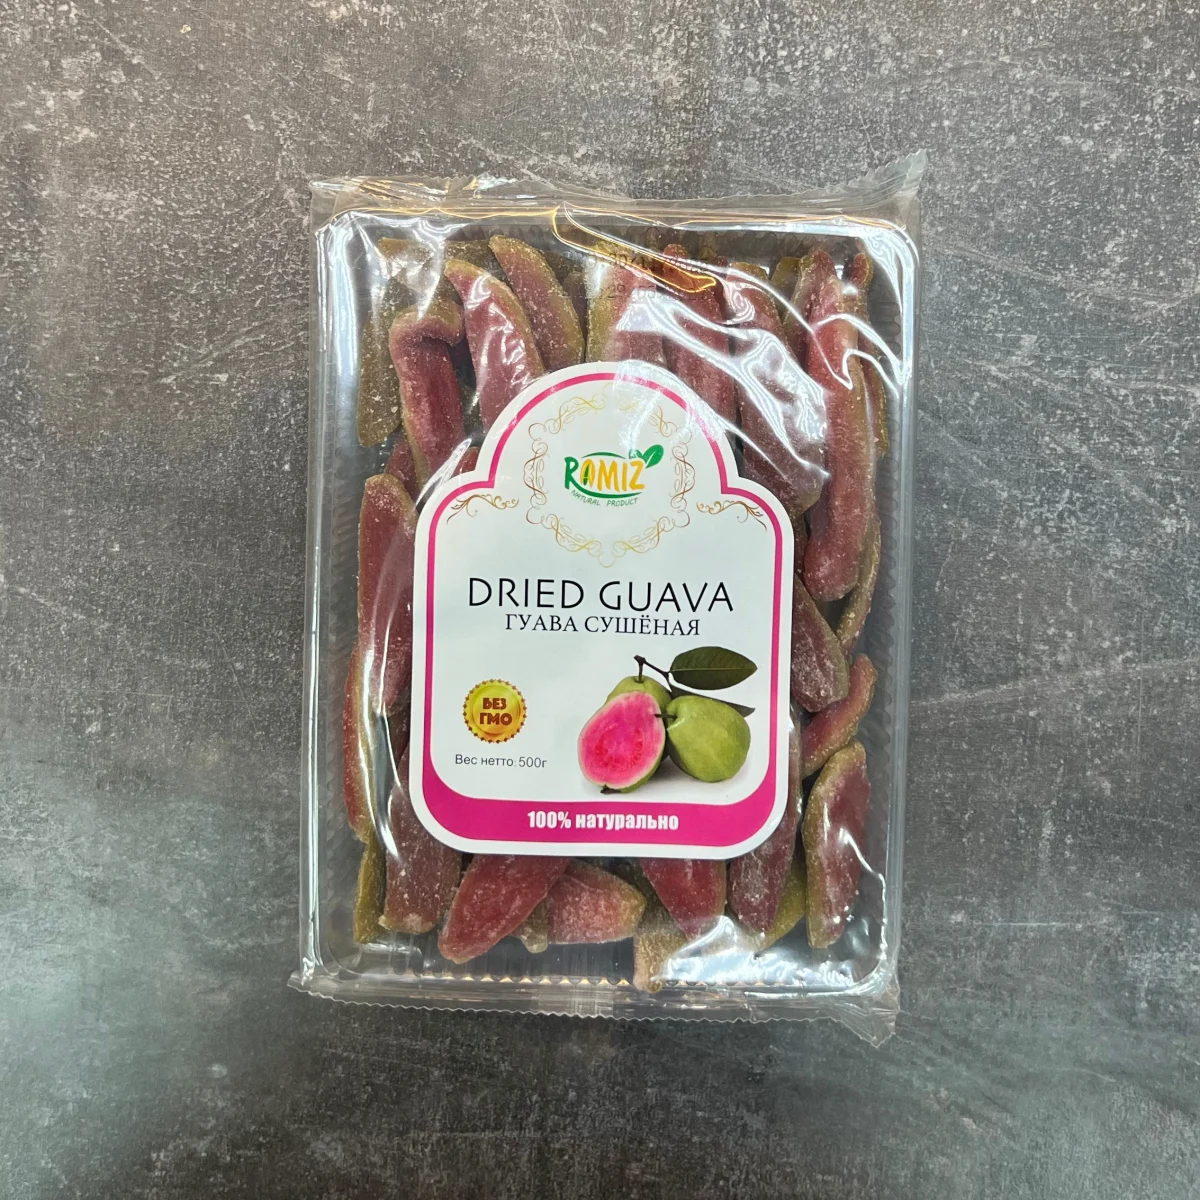 RAMIZ
NATURAL PRODUCT
DRIED GUAVA
ГУАВА СУШЁНАЯ
БЕЗ
ГМО
Вес нетто: 500г
100% натурально